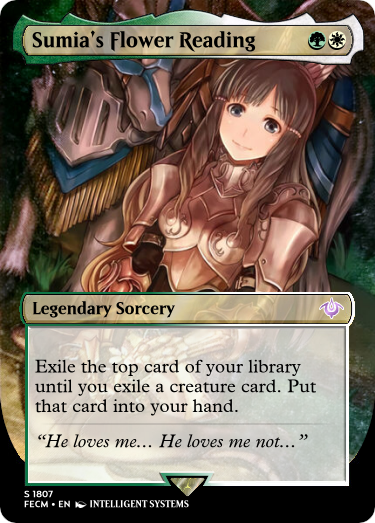 Sumia's Flower Reading
Legendary Sorcery
Exile the top card of your library
until you exile a creature card. Put
that card into your hand.
“He loves me… He loves me not…”
S 1807
FECM • EN INTELLIGENT SYSTEMS